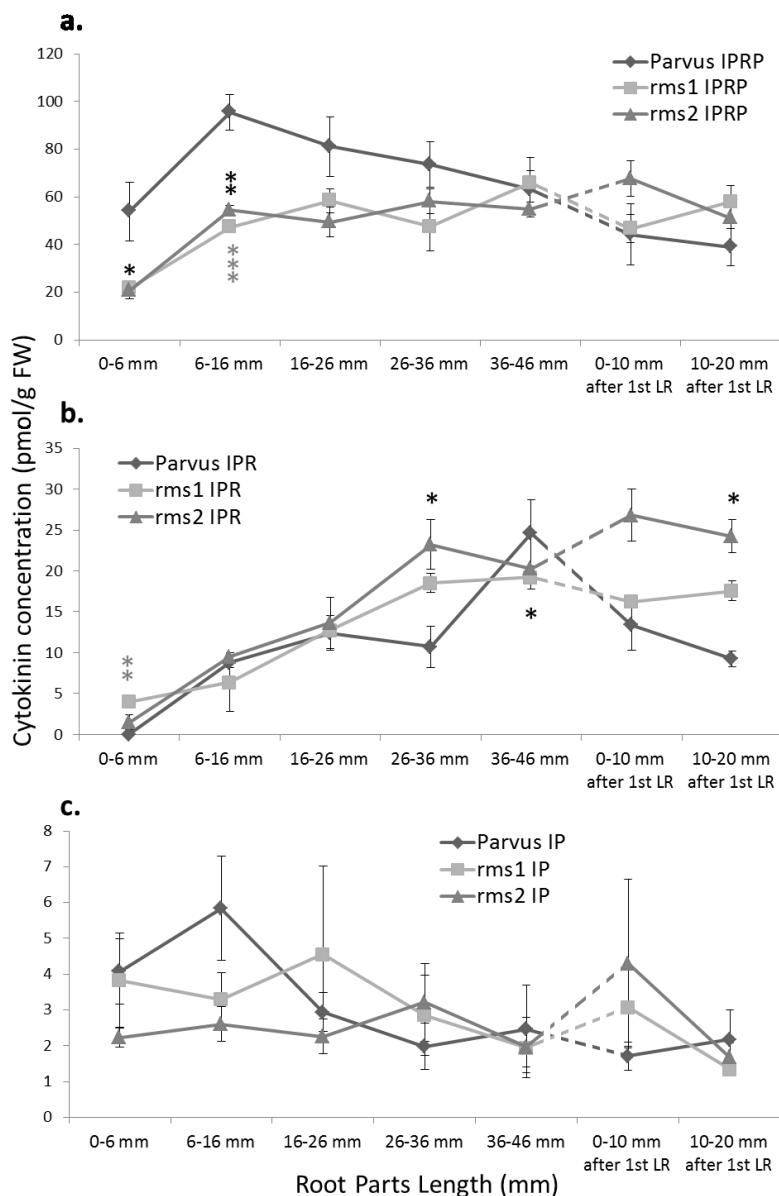 a.
120
100
80
60
40
20
0
Parvus IPRP
rms1 IPRP
rms2 IPRP
*
**
***
0-6 mm 6-16 mm 16-26 mm 26-36 mm 36-46 mm 0-10 mm 10-20 mm
after 1st LR after 1st LR
Cytokinin concentration (pmol/g FW)
b.
35
30
25
20
15
10
5
0
Parvus IPR
rms1 IPR
rms2 IPR
**
*
*
*
0-6 mm 6-16 mm 16-26 mm 26-36 mm 36-46 mm 0-10 mm 10-20 mm
after 1st LR after 1st LR
c.
8
7
6
5
4
3
2
1
0
Parvus IP
rms1 IP
rms2 IP
0-6 mm 6-16 mm 16-26 mm 26-36 mm 36-46 mm 0-10 mm 10-20 mm
after 1st LR after 1st LR
Root Parts Length (mm)